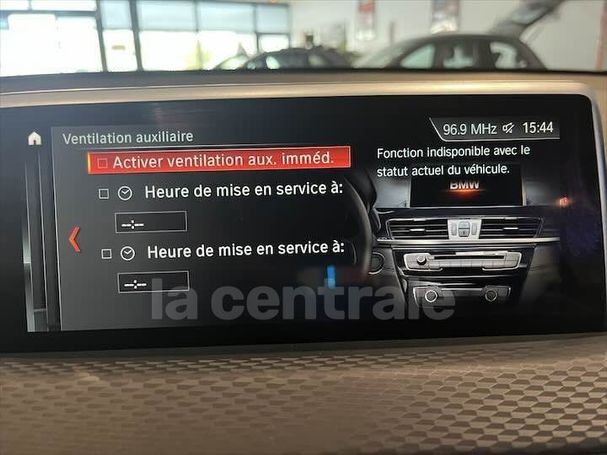 96.9 MHz 15:44
Ventilation auxiliaire
Activer ventilation aux. imméd.
Heure de mise en service à:
--:--
Heure de mise en service à:
--:--
Fonction indisponible avec le
statut actuel du véhicule.
BMW
la centrale